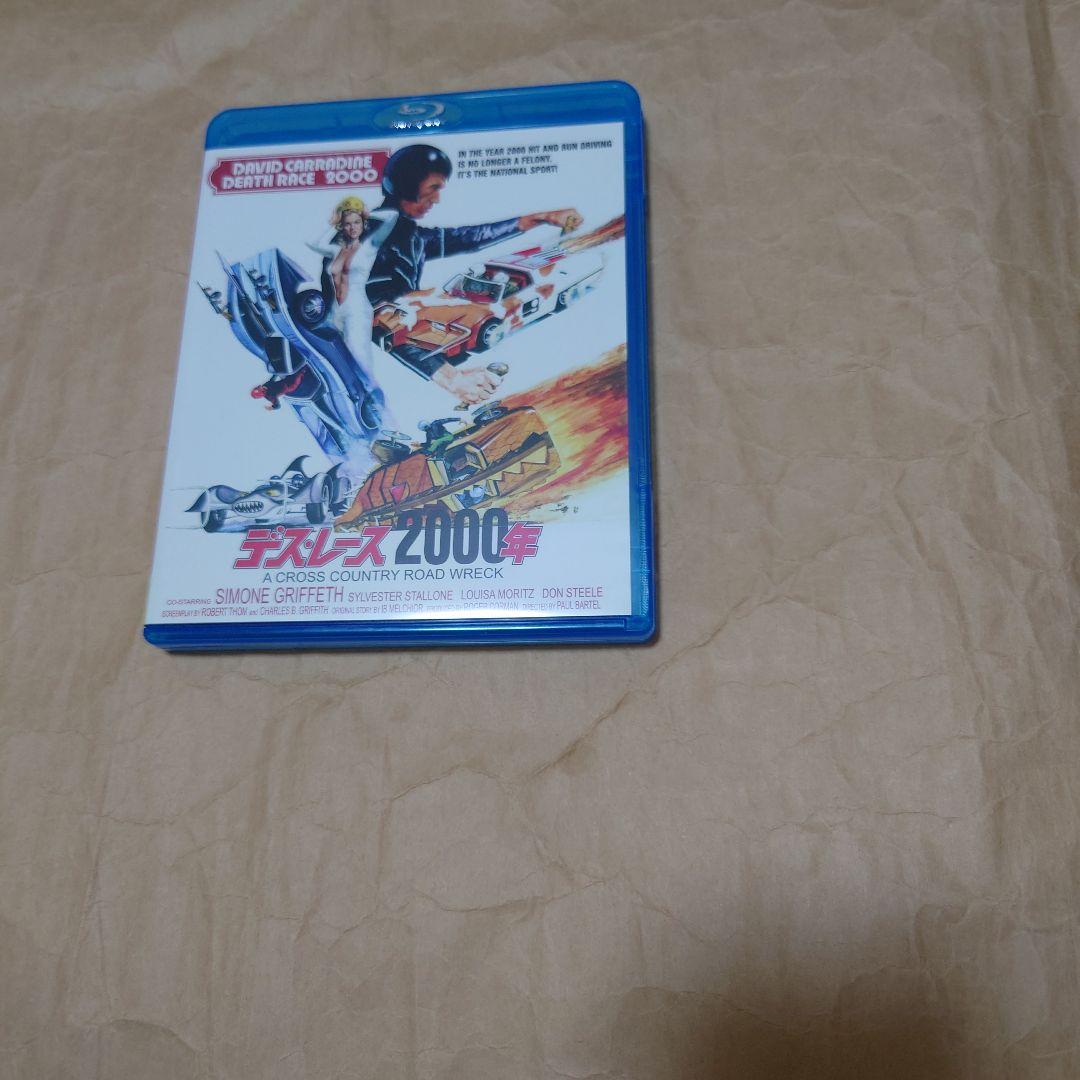 Blu-ray Disc
DAVID CARRADINE
DEATH RACE 2000
IN THE YEAR 2000 HIT AND RUN DRIVING
IS NO LONGER A FELONY.
IT'S THE NATIONAL SPORT!
デス・レース 2000年
A CROSS COUNTRY ROAD WRECK
CO-STARRING SIMONE GRIFFETH SYLVESTER STALLONE LOUISA MORITZ DON STEELE
SCREENPLAY BY ROBERT THOM and CHARLES B. GRIFFITH ORIGINAL STORY BY IB MELCHIOR PRODUCED BY ROGER CORMAN DIRECTED BY PAUL BARTEL